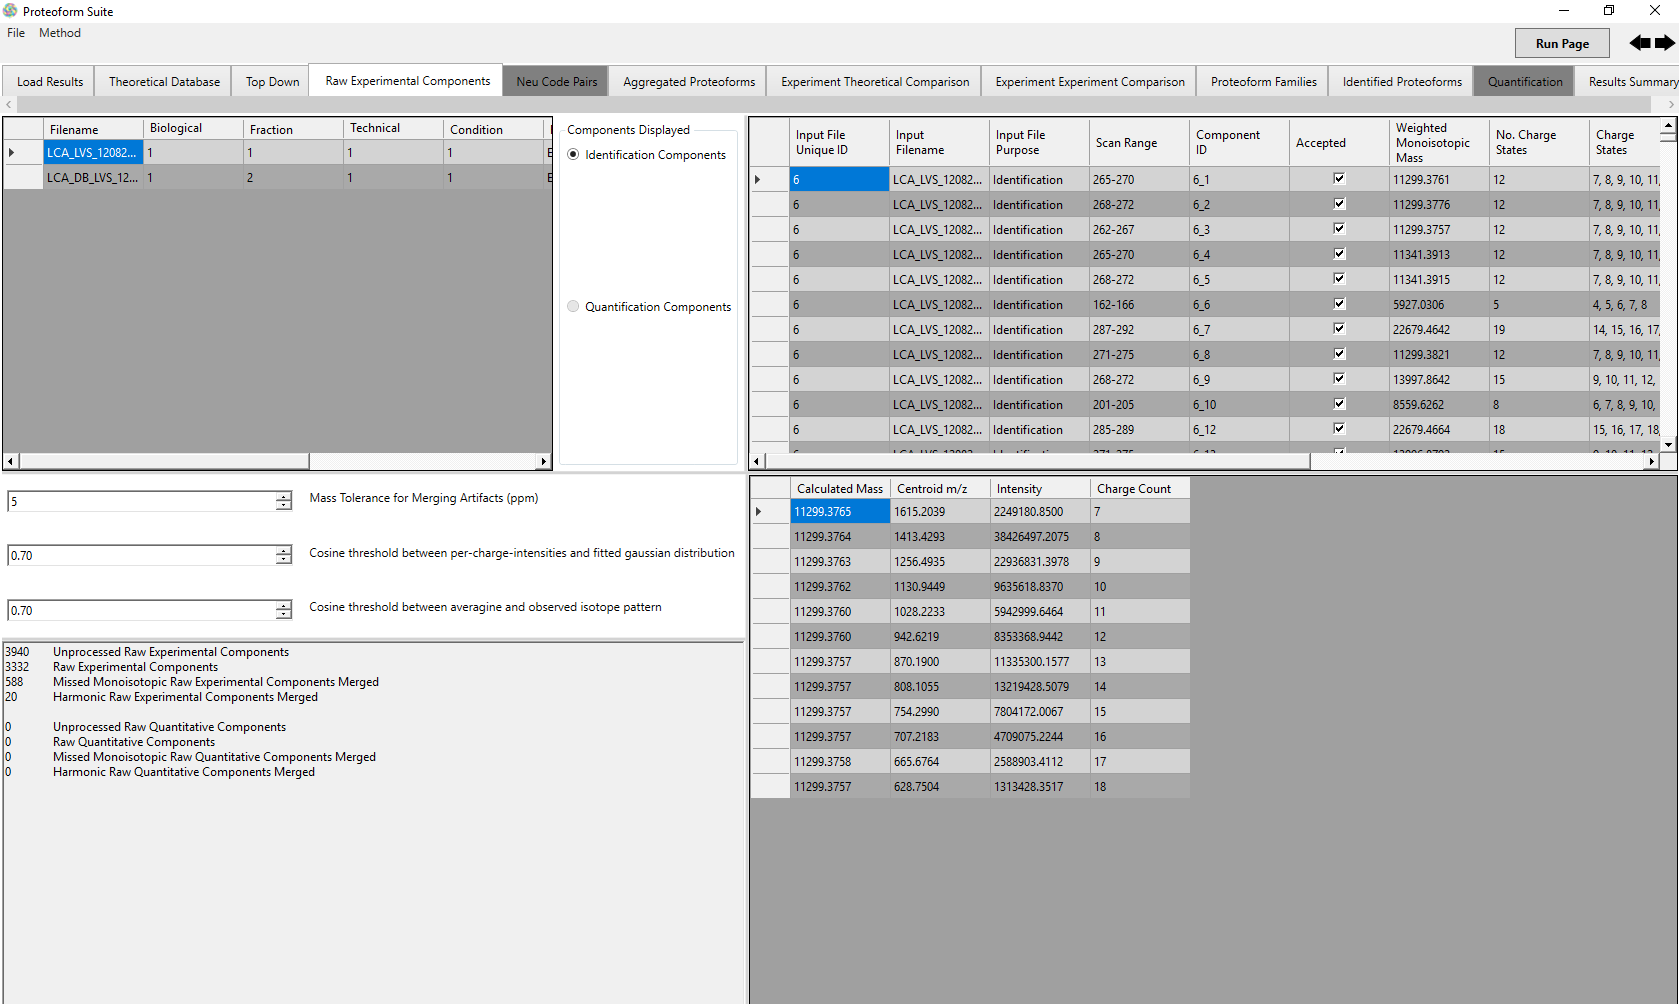 Proteoform Suite
File Method
Run Page
Load Results Theoretical Database Top Down Raw Experimental Components Neu Code Pairs Aggregated Proteoforms Experiment Theoretical Comparison Experiment Experiment Comparison Proteoform Families Identified Proteoforms Quantification Results Summary
Filename Biological Fraction Technical Condition
LCA_LVS_12082... 1 1 1 1 E
LCA_DB_LVS_12... 1 2 1 1 E
Components Displayed
Identification Components
Quantification Components
Input File Unique ID Input Filename Input File Purpose Scan Range Component ID Accepted Weighted Monoisotopic Mass No. Charge States Charge States
6 LCA_LVS_12082... Identification 265-270 6_1 11299.3761 12 7, 8, 9, 10, 11,
6 LCA_LVS_12082... Identification 268-272 6_2 11299.3776 12 7, 8, 9, 10, 11,
6 LCA_LVS_12082... Identification 262-267 6_3 11299.3757 12 7, 8, 9, 10, 11,
6 LCA_LVS_12082... Identification 265-270 6_4 11341.3913 12 7, 8, 9, 10, 11,
6 LCA_LVS_12082... Identification 268-272 6_5 11341.3915 12 7, 8, 9, 10, 11,
6 LCA_LVS_12082... Identification 162-166 6_6 5927.0306 5 4, 5, 6, 7, 8
6 LCA_LVS_12082... Identification 287-292 6_7 22679.4642 19 14, 15, 16, 17,
6 LCA_LVS_12082... Identification 271-275 6_8 11299.3821 12 7, 8, 9, 10, 11,
6 LCA_LVS_12082... Identification 268-272 6_9 13997.8642 15 9, 10, 11, 12,
6 LCA_LVS_12082... Identification 201-205 6_10 8559.6262 8 6, 7, 8, 9, 10,
6 LCA_LVS_12082... Identification 285-289 6_12 22679.4664 18 15, 16, 17, 18,
5 Mass Tolerance for Merging Artifacts (ppm)
0.70 Cosine threshold between per-charge-intensities and fitted gaussian distribution
0.70 Cosine threshold between averagine and observed isotope pattern
3940 Unprocessed Raw Experimental Components
3332 Raw Experimental Components
588 Missed Monoisotopic Raw Experimental Components Merged
20 Harmonic Raw Experimental Components Merged
0 Unprocessed Raw Quantitative Components
0 Raw Quantitative Components
0 Missed Monoisotopic Raw Quantitative Components Merged
0 Harmonic Raw Quantitative Components Merged
Calculated Mass Centroid m/z Intensity Charge Count
11299.3765 1615.2039 2249180.8500 7
11299.3764 1413.4293 38426497.2075 8
11299.3763 1256.4935 22936831.3978 9
11299.3762 1130.9449 9635618.8370 10
11299.3760 1028.2233 5942999.6464 11
11299.3760 942.6219 8353368.9442 12
11299.3757 870.1900 11335300.1577 13
11299.3757 808.1055 13219428.5079 14
11299.3757 754.2990 7804172.0067 15
11299.3757 707.2183 4709075.2244 16
11299.3758 665.6764 2588903.4112 17
11299.3757 628.7504 1313428.3517 18